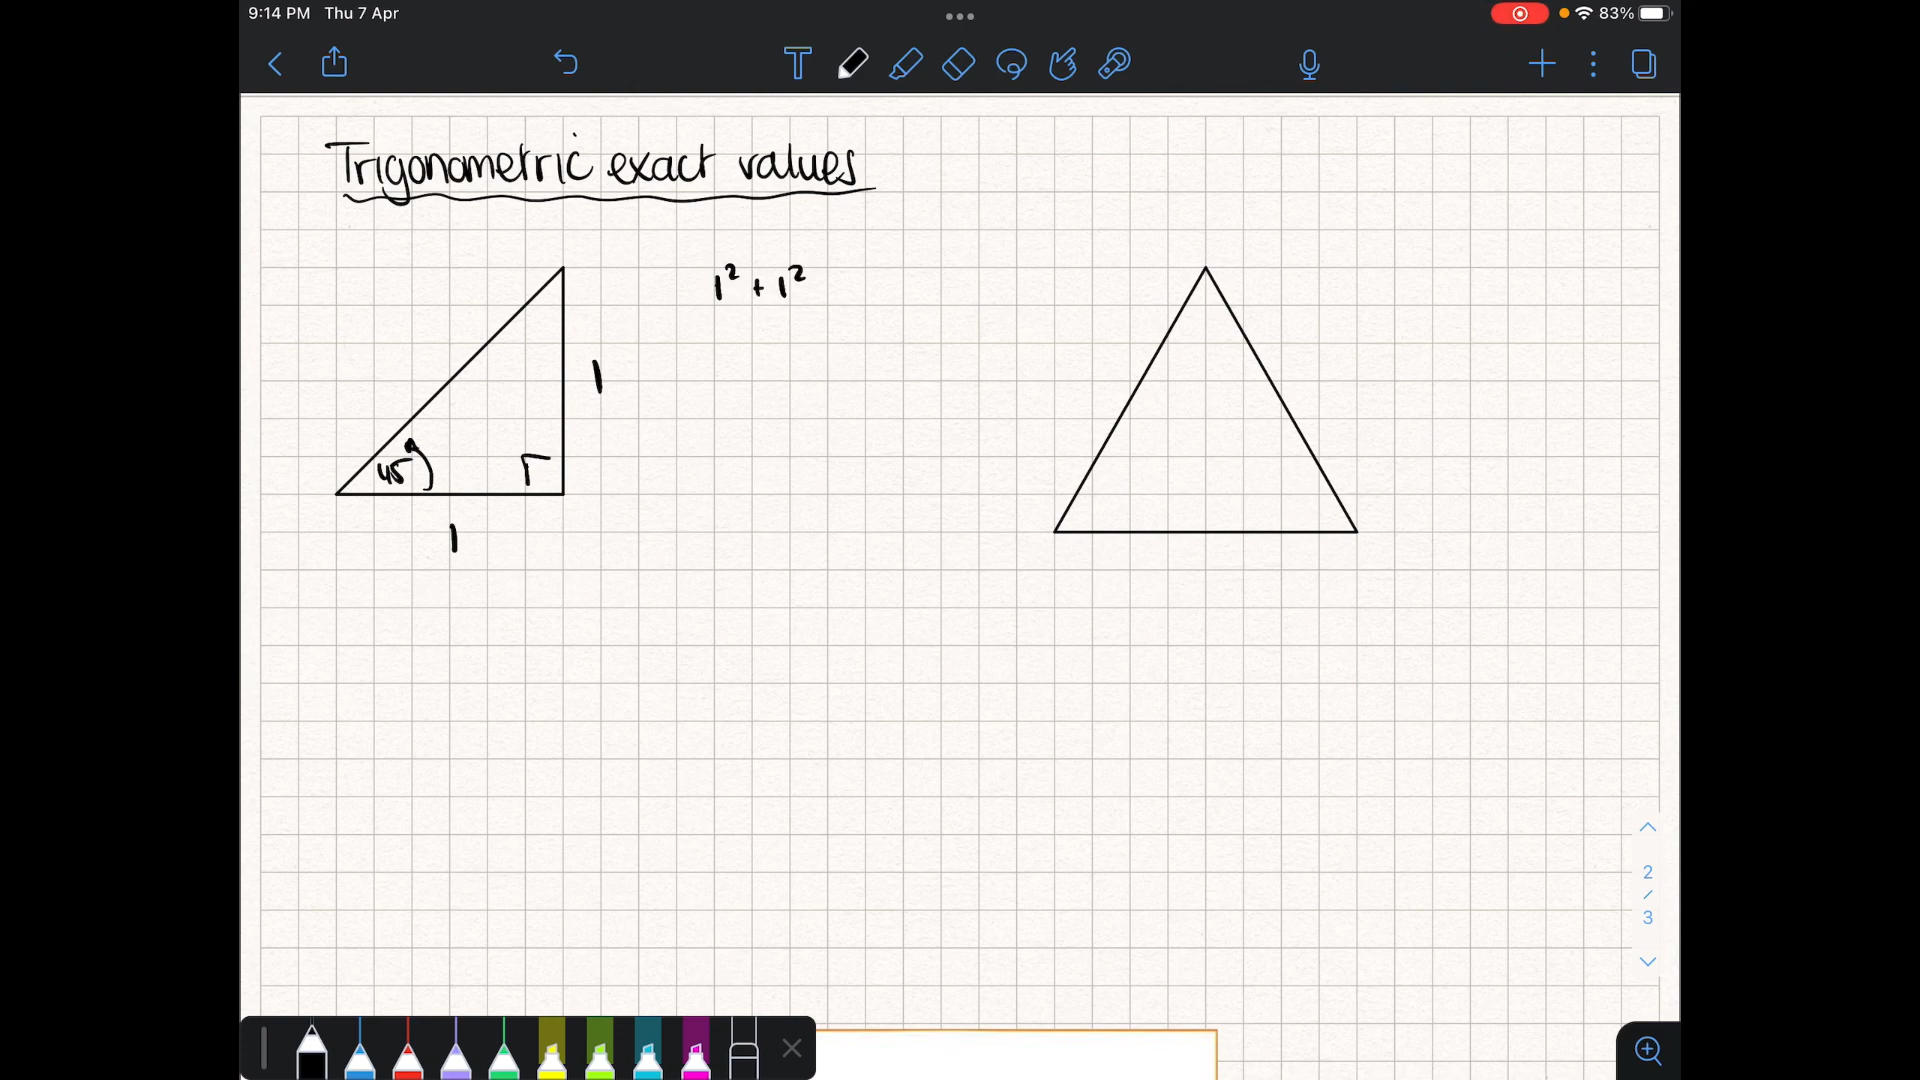 9:14 PM Thu 7 Apr
83%
T
Trigonometric exact values
1² + 1²
1
45°
1
2
/
3